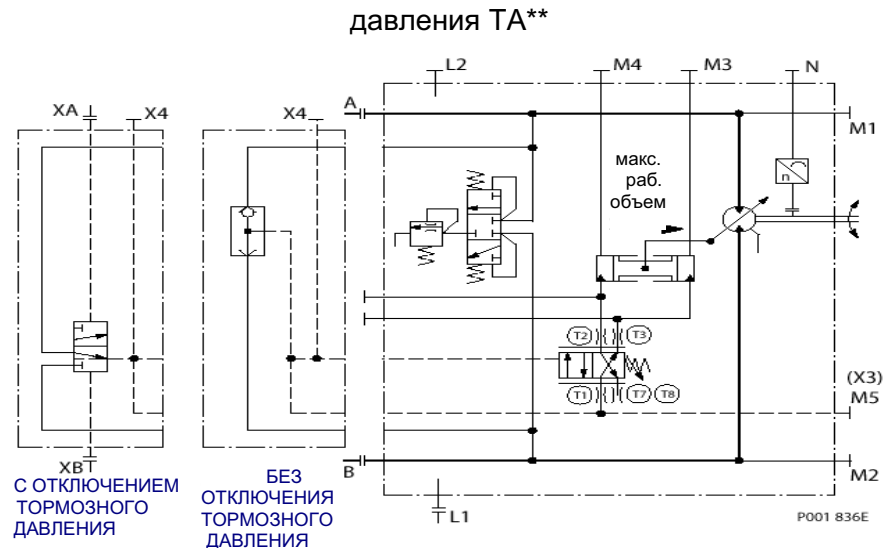 давления TA**
L2
M4
M3
N
XA
X4
X4
A
M1
макс.
раб.
объем
n
T2
T3
(X3)
T1
T7
T8
M5
XB
B
M2
С ОТКЛЮЧЕНИЕМ
ТОРМОЗНОГО
ДАВЛЕНИЯ
БЕЗ
ОТКЛЮЧЕНИЯ
ТОРМОЗНОГО
ДАВЛЕНИЯ
L1
P001 836E